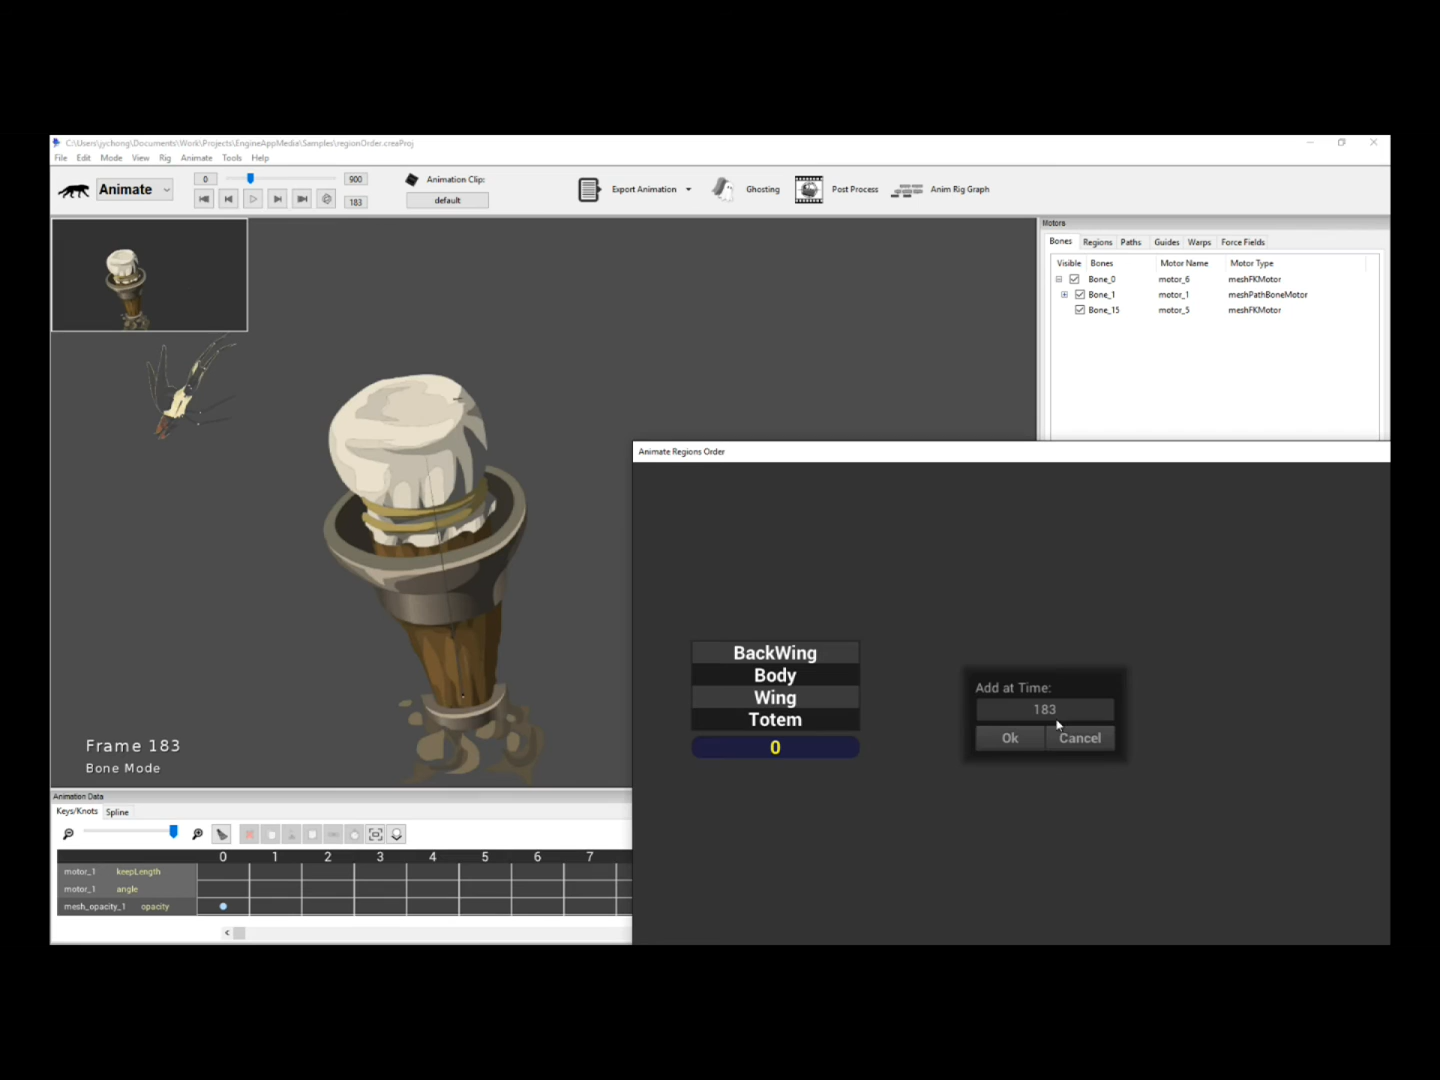 C:\Users\jychong\Documents\Work\Projects\EngineAppMedia\Samples\regionOrder.creaProj
File Edit Mode View Rig Animate Tools Help
Animate
0
900
183
Animation Clip:
default
Export Animation
Ghosting
Post Process
Anim Rig Graph
Motors
Bones Regions Paths Guides Warps Force Fields
Visible Bones Motor Name Motor Type
Bone_0 motor_6 meshFKMotor
Bone_1 motor_1 meshPathBoneMotor
Bone_15 motor_5 meshFKMotor
Animate Regions Order
BackWing
Body
Wing
Totem
0
Add at Time:
183
Ok Cancel
Frame 183
Bone Mode
Animation Data
Keys/Knots Spline
0 1 2 3 4 5 6 7
motor_1 keepLength
motor_1 angle
mesh_opacity_1 opacity